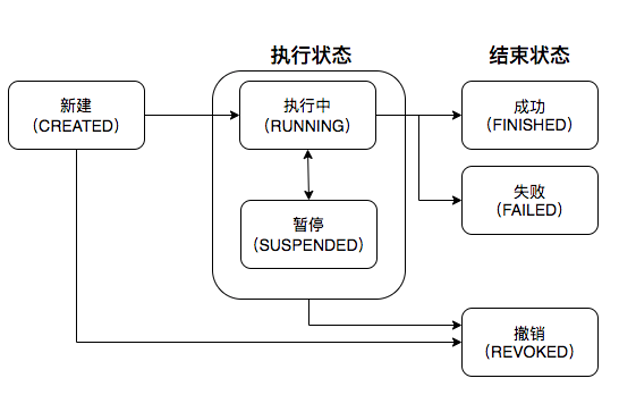 执行状态
结束状态
新建
（CREATED）
执行中
（RUNNING）
成功
（FINISHED）
失败
（FAILED）
暂停
（SUSPENDED）
撤销
（REVOKED）